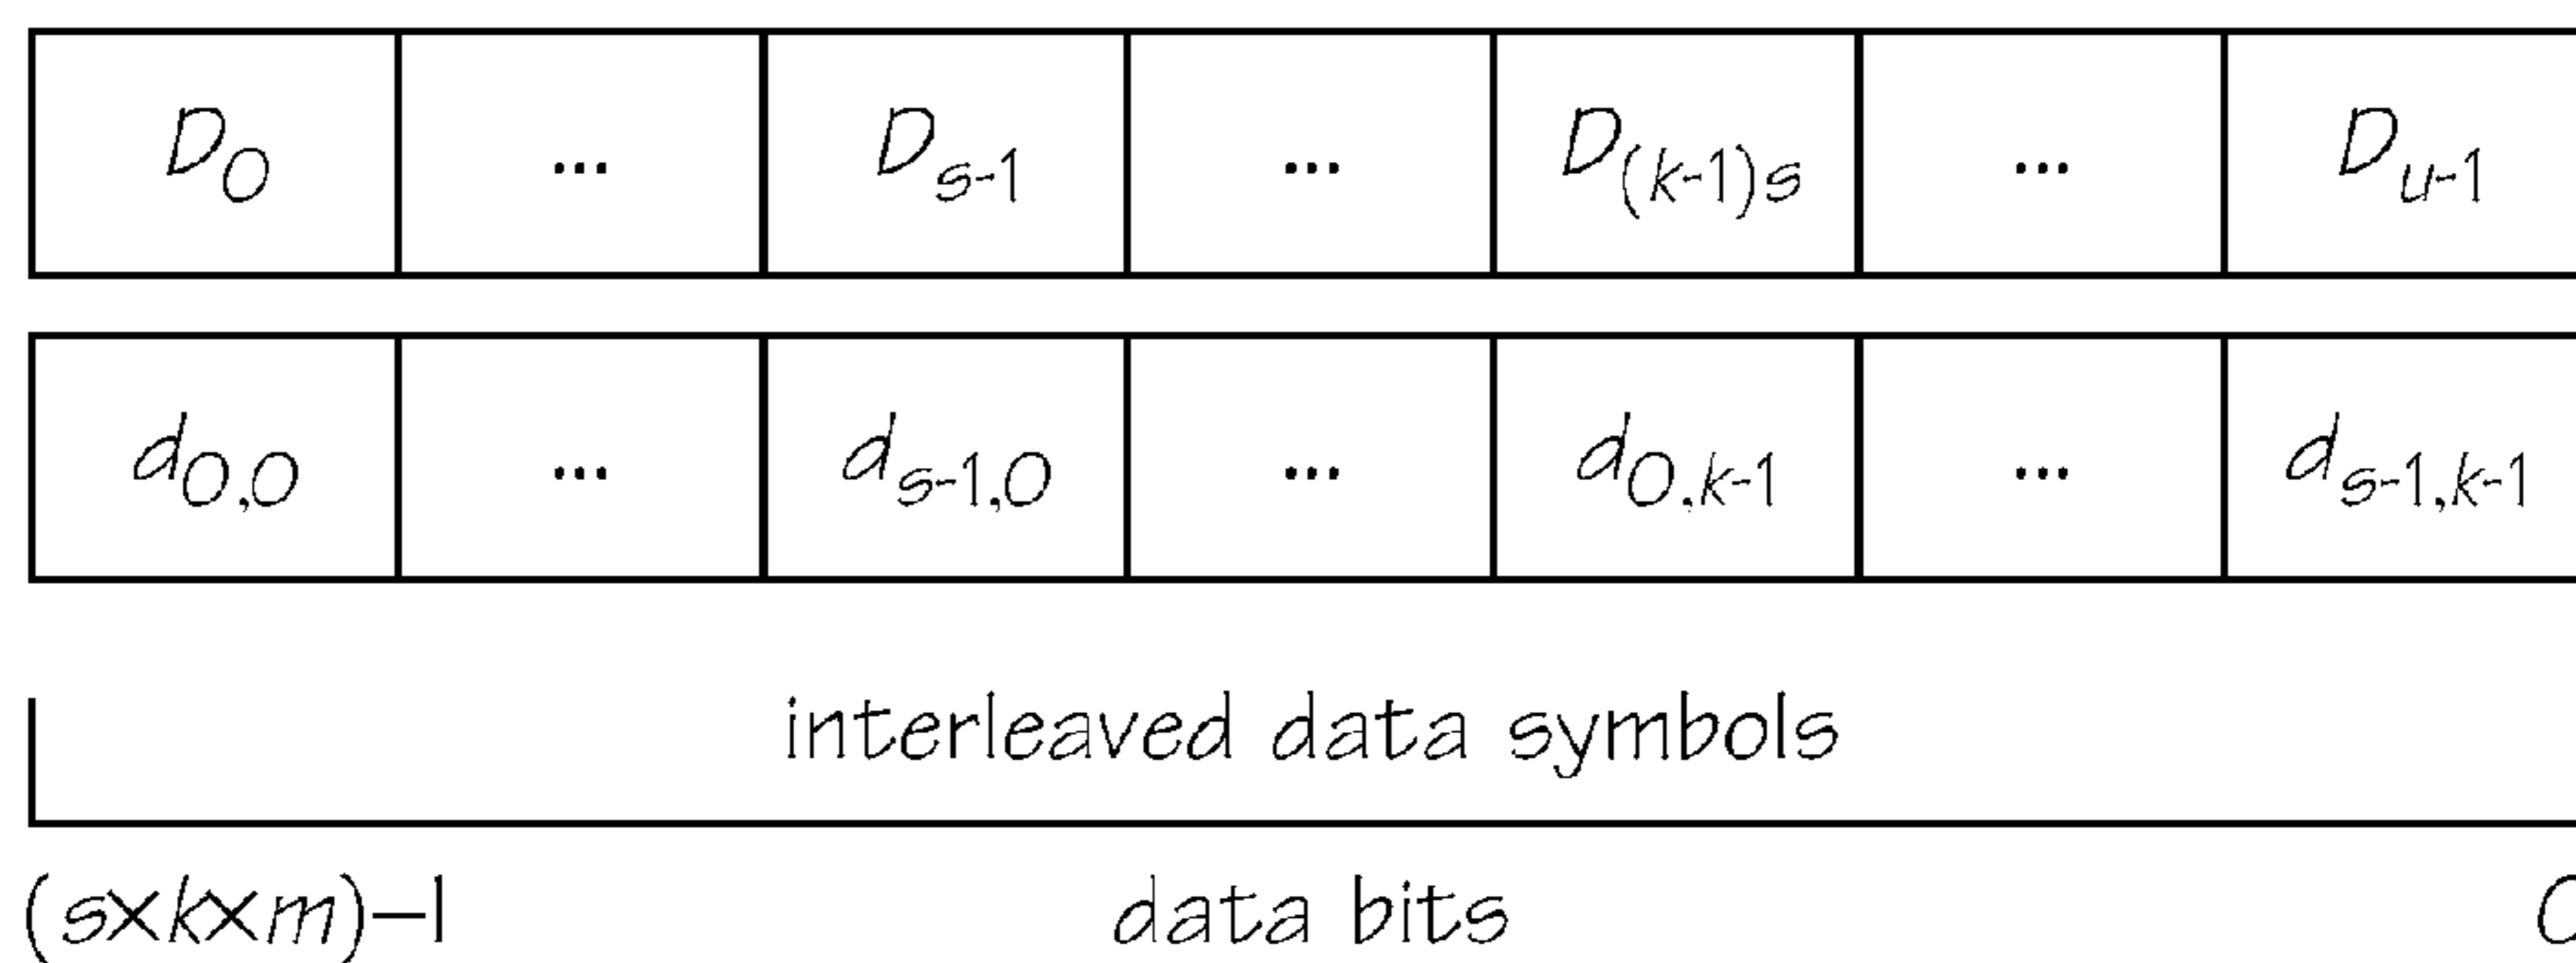 D₀ ... Dₛ₋₁ ... D₍ₖ₋₁₎ₛ ... Dᵤ₋₁
d₀,₀ ... dₛ₋₁,₀ ... d₀,ₖ₋₁ ... dₛ₋₁,ₖ₋₁
interleaved data symbols
(s×k×m)–1 data bits 0